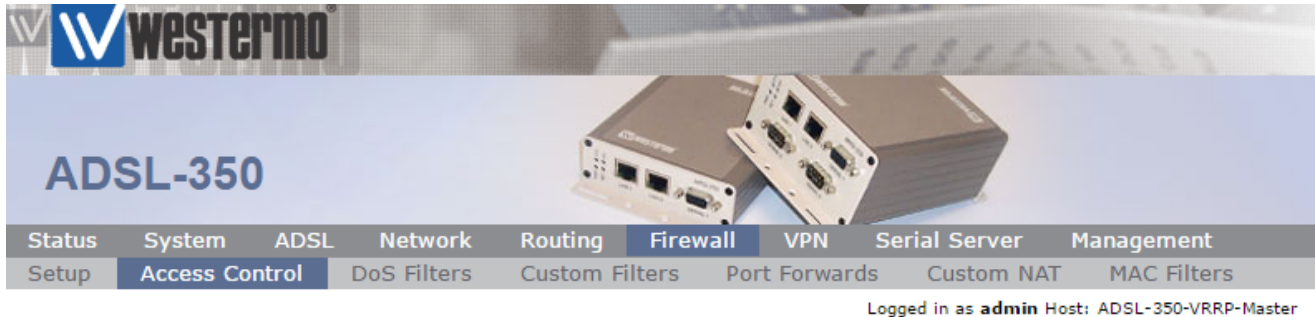 westermo
ADSL-350
Status System ADSL Network Routing Firewall VPN Serial Server Management
Setup Access Control DoS Filters Custom Filters Port Forwards Custom NAT MAC Filters
Logged in as admin Host: ADSL-350-VRRP-Master